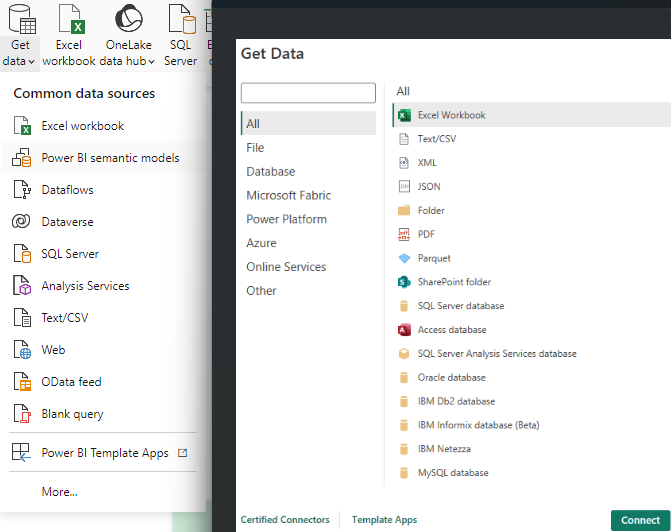 Get data
Excel workbook
OneLake data hub
SQL Server
Common data sources
Excel workbook
Power BI semantic models
Dataflows
Dataverse
SQL Server
Analysis Services
Text/CSV
Web
OData feed
Blank query
Power BI Template Apps
More...
Get Data
All
File
Database
Microsoft Fabric
Power Platform
Azure
Online Services
Other
All
Excel Workbook
Text/CSV
XML
JSON
Folder
PDF
Parquet
SharePoint folder
SQL Server database
Access database
SQL Server Analysis Services database
Oracle database
IBM Db2 database
IBM Informix database (Beta)
IBM Netezza
MySQL database
Certified Connectors
Template Apps
Connect